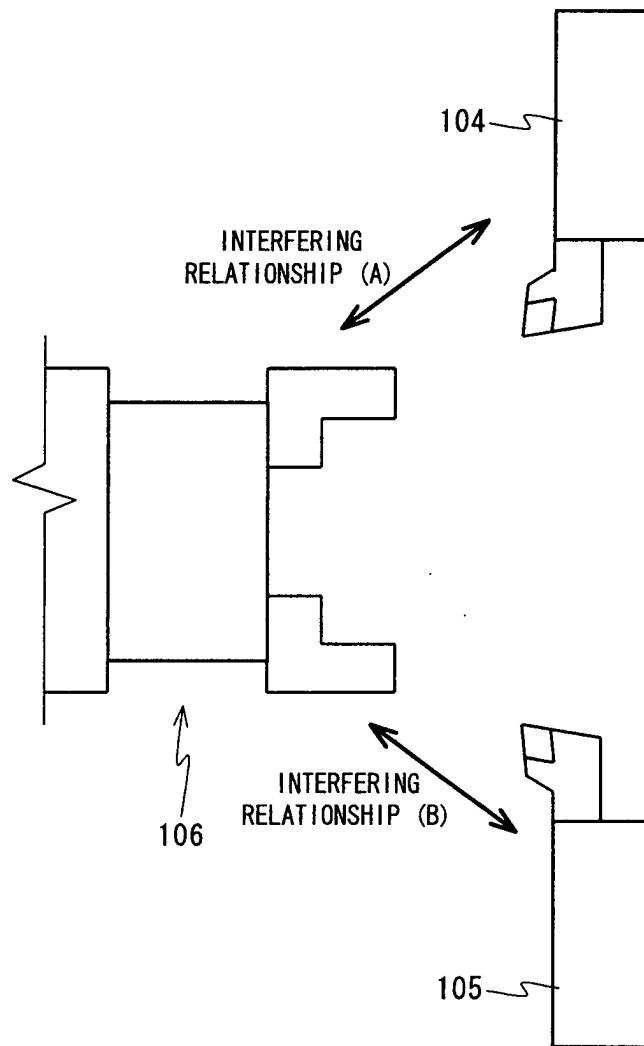 104
INTERFERING
RELATIONSHIP (A)
INTERFERING
RELATIONSHIP (B)
106
105